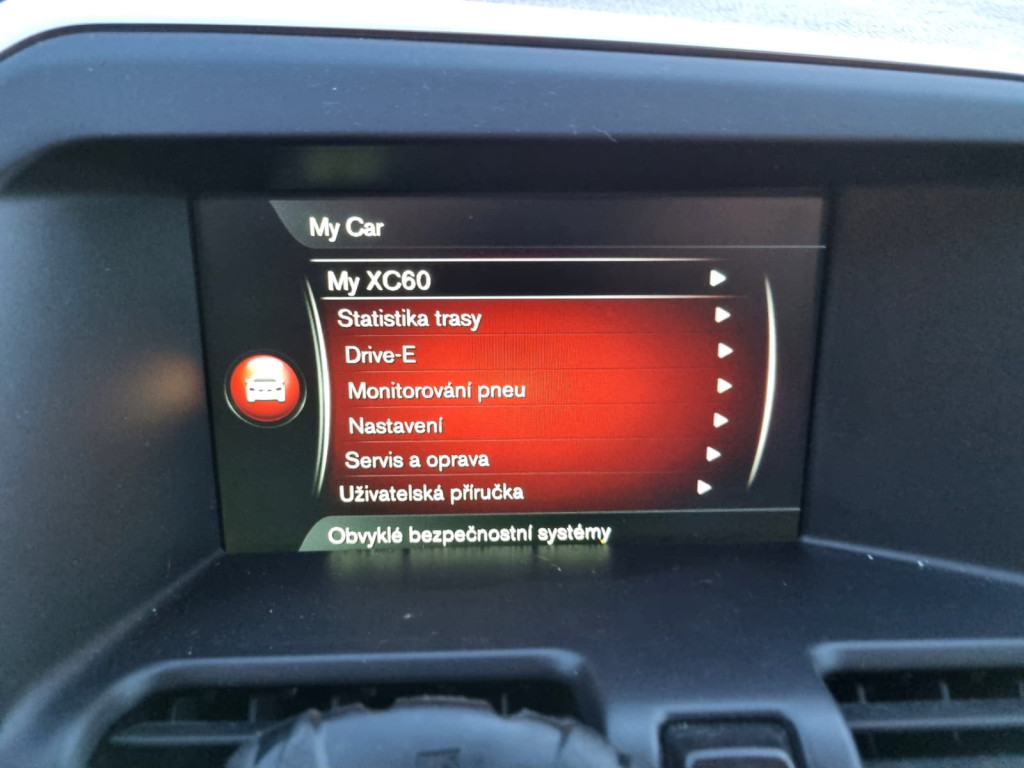 My Car
My XC60
Statistika trasy
Drive-E
Monitorování pneu
Nastavení
Servis a oprava
Uživatelská příručka
Obvyklé bezpečnostní systémy